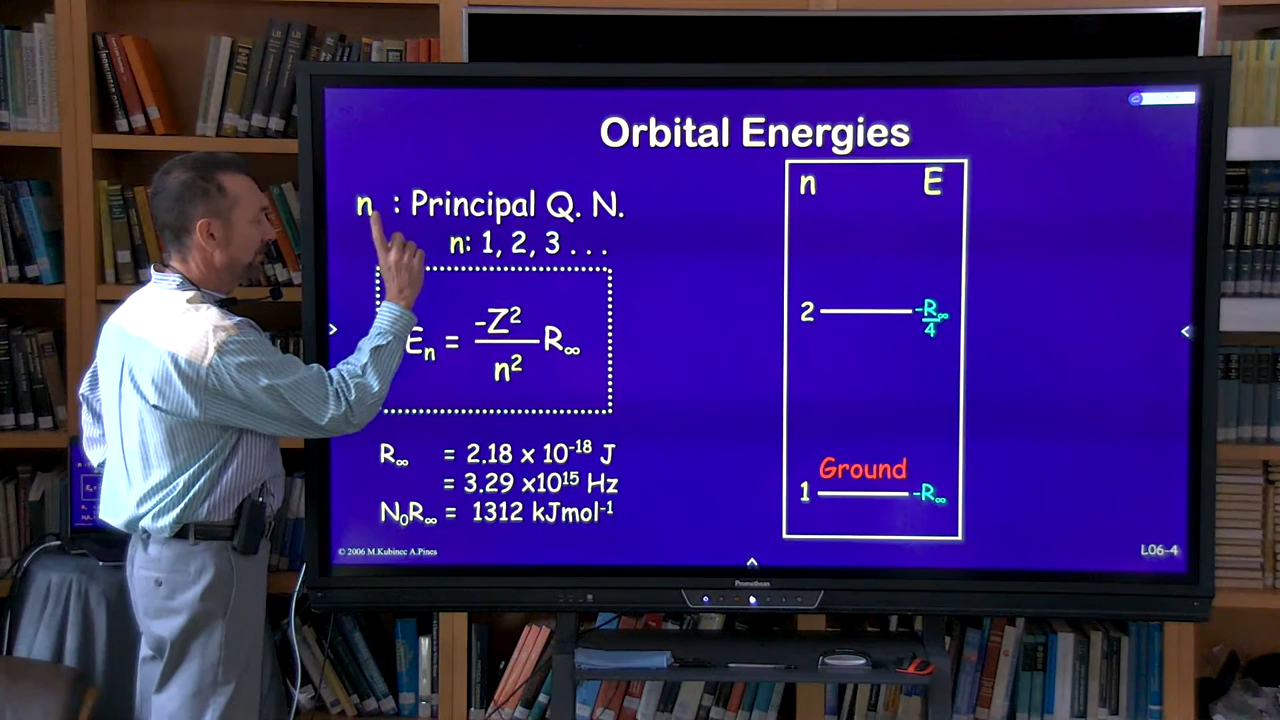 Orbital Energies
n : Principal Q. N.
n: 1, 2, 3 . . .
Eₙ = -Z²/n² R∞
R∞ = 2.18 x 10⁻¹⁸ J
= 3.29 x10¹⁵ Hz
N₀R∞ = 1312 kJmol⁻¹
n E
2 -R∞/4
Ground
1 -R∞
© 2006 M.Kubinec A.Pines
L06-4
Promethean